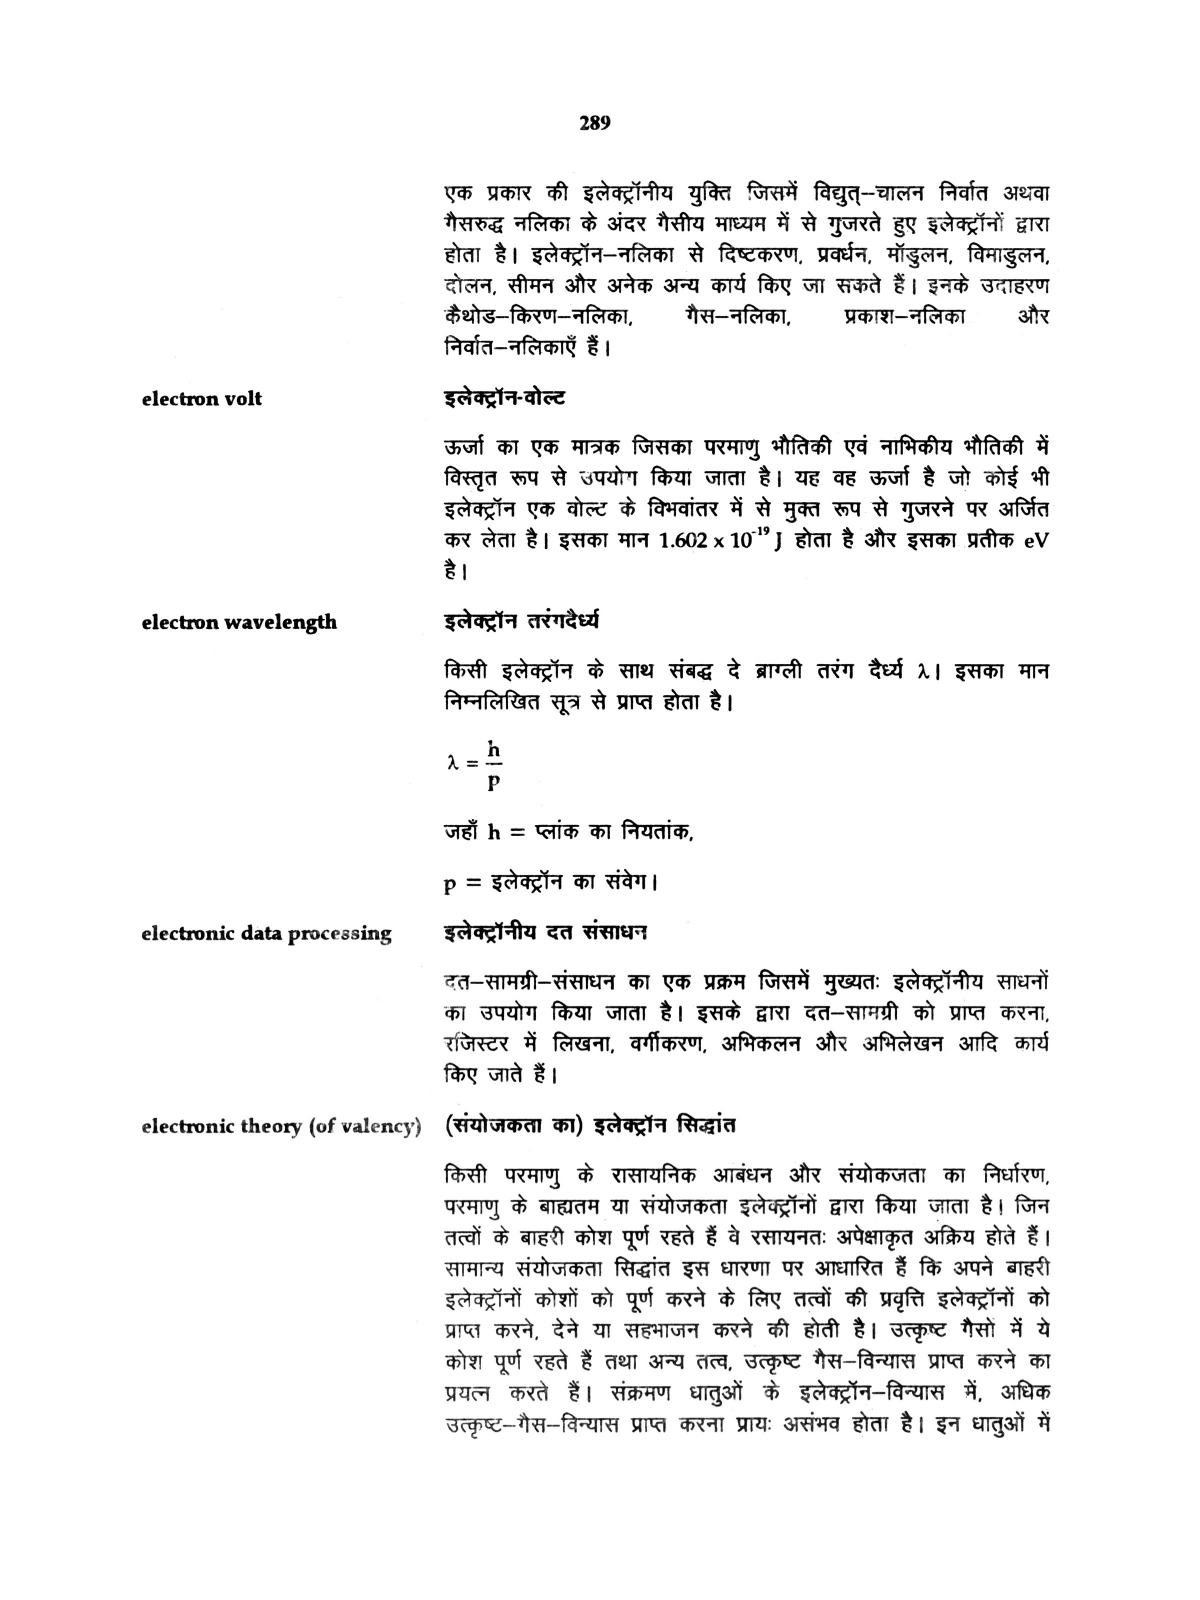 289
एक प्रकार की इलेक्ट्रॉनीय युक्ति जिसमें विद्युत्–चालन निर्वात अथवा
गैसरुद्ध नलिका के अंदर गैसीय माध्यम में से गुजरते हुए इलेक्ट्रॉनों द्वारा
होता है। इलेक्ट्रॉन–नलिका से दिष्टकरण, प्रवर्धन, मॉडुलन, विमाडुलन,
दोलन, सीमन और अनेक अन्य कार्य किए जा सकते हैं। इनके उदाहरण
कैथोड–किरण–नलिका, गैस–नलिका, प्रकाश–नलिका और
निर्वात–नलिकाएँ हैं।
electron volt इलेक्ट्रॉन-वोल्ट
ऊर्जा का एक मात्रक जिसका परमाणु भौतिकी एवं नाभिकीय भौतिकी में
विस्तृत रूप से उपयोग किया जाता है। यह वह ऊर्जा है जो कोई भी
इलेक्ट्रॉन एक वोल्ट के विभवांतर में से मुक्त रूप से गुजरने पर अर्जित
कर लेता है। इसका मान 1.602 x 10⁻¹⁹ J होता है और इसका प्रतीक eV
है।
electron wavelength इलेक्ट्रॉन तरंगदैर्ध्य
किसी इलेक्ट्रॉन के साथ संबद्ध दे ब्राग्ली तरंग दैर्ध्य λ। इसका मान
निम्नलिखित सूत्र से प्राप्त होता है।
λ = h/p
जहाँ h = प्लांक का नियतांक,
p = इलेक्ट्रॉन का संवेग।
electronic data processing इलेक्ट्रॉनीय दत संसाधन
दत–सामग्री–संसाधन का एक प्रक्रम जिसमें मुख्यतः इलेक्ट्रॉनीय साधनों
का उपयोग किया जाता है। इसके द्वारा दत–सामग्री को प्राप्त करना,
रजिस्टर में लिखना, वर्गीकरण, अभिकलन और अभिलेखन आदि कार्य
किए जाते हैं।
electronic theory (of valency) (संयोजकता का) इलेक्ट्रॉन सिद्धांत
किसी परमाणु के रासायनिक आबंधन और संयोकजता का निर्धारण,
परमाणु के बाह्यतम या संयोजकता इलेक्ट्रॉनों द्वारा किया जाता है। जिन
तत्वों के बाहरी कोश पूर्ण रहते हैं वे रसायनतः अपेक्षाकृत अक्रिय होते हैं।
सामान्य संयोजकता सिद्धांत इस धारणा पर आधारित हैं कि अपने बाहरी
इलेक्ट्रॉनों कोशों को पूर्ण करने के लिए तत्वों की प्रवृत्ति इलेक्ट्रॉनों को
प्राप्त करने, देने या सहभाजन करने की होती है। उत्कृष्ट गैसों में ये
कोश पूर्ण रहते हैं तथा अन्य तत्व, उत्कृष्ट गैस–विन्यास प्राप्त करने का
प्रयत्न करते हैं। संक्रमण धातुओं के इलेक्ट्रॉन–विन्यास में, अधिक
उत्कृष्ट–गैस–विन्यास प्राप्त करना प्रायः असंभव होता है। इन धातुओं में